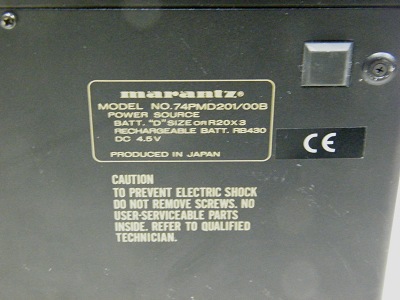 marantz®
MODEL NO. 74PMD201/00B
POWER SOURCE
BATT. "D" SIZE OR R20 X 3
RECHARGEABLE BATT. RB430
DC 4.5V
PRODUCED IN JAPAN
CE
CAUTION
TO PREVENT ELECTRIC SHOCK
DO NOT REMOVE SCREWS. NO
USER-SERVICEABLE PARTS
INSIDE. REFER TO QUALIFIED
TECHNICIAN.